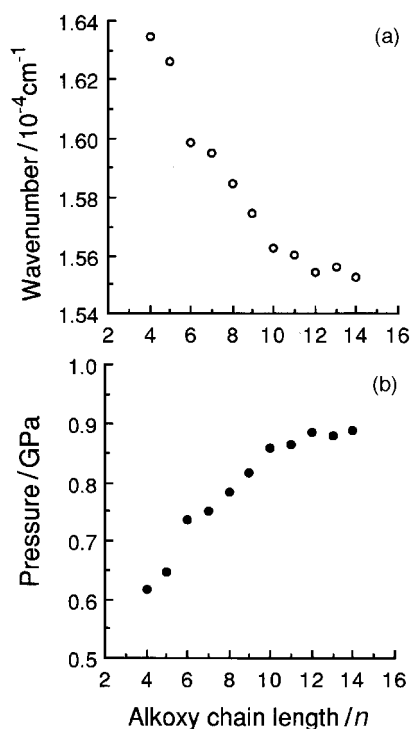 (a)
Wavenumber / 10⁻⁴cm⁻¹
1.64
1.62
1.60
1.58
1.56
1.54
2 4 6 8 10 12 14 16
(b)
Pressure / GPa
1.0
0.9
0.8
0.7
0.6
0.5
2 4 6 8 10 12 14 16
Alkoxy chain length / n